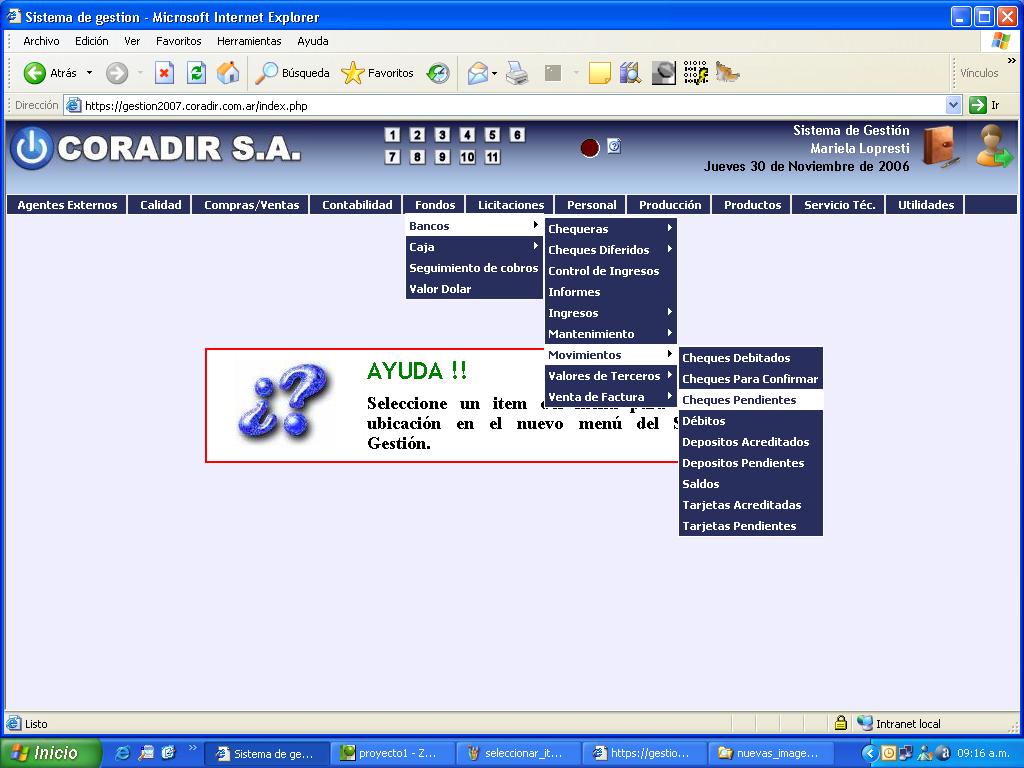 Sistema de gestion - Microsoft Internet Explorer
Archivo Edición Ver Favoritos Herramientas Ayuda
Atrás Búsqueda Favoritos Vínculos »
Dirección https://gestion2007.coradir.com.ar/index.php Ir
CORADIR S.A.
1 2 3 4 5 6
7 8 9 10 11
Sistema de Gestión
Mariela Lopresti
Jueves 30 de Noviembre de 2006
Agentes Externos Calidad Compras/Ventas Contabilidad Fondos Licitaciones Personal Producción Productos Servicio Téc. Utilidades
Bancos
Caja
Seguimiento de cobros
Valor Dolar
Chequeras
Cheques Diferidos
Control de Ingresos
Informes
Ingresos
Mantenimiento
Movimientos
Valores de Terceros
Venta de Factura
Cheques Debitados
Cheques Para Confirmar
Cheques Pendientes
Débitos
Depositos Acreditados
Depositos Pendientes
Saldos
Tarjetas Acreditadas
Tarjetas Pendientes
¿?
AYUDA !!
Seleccione un item
ubicación en el nuevo menú del S
Gestión.
Listo Intranet local
Inicio » Sistema de ge... proyecto1 - Z... seleccionar_it... https://gestio... nuevas_image... 09:16 a.m.